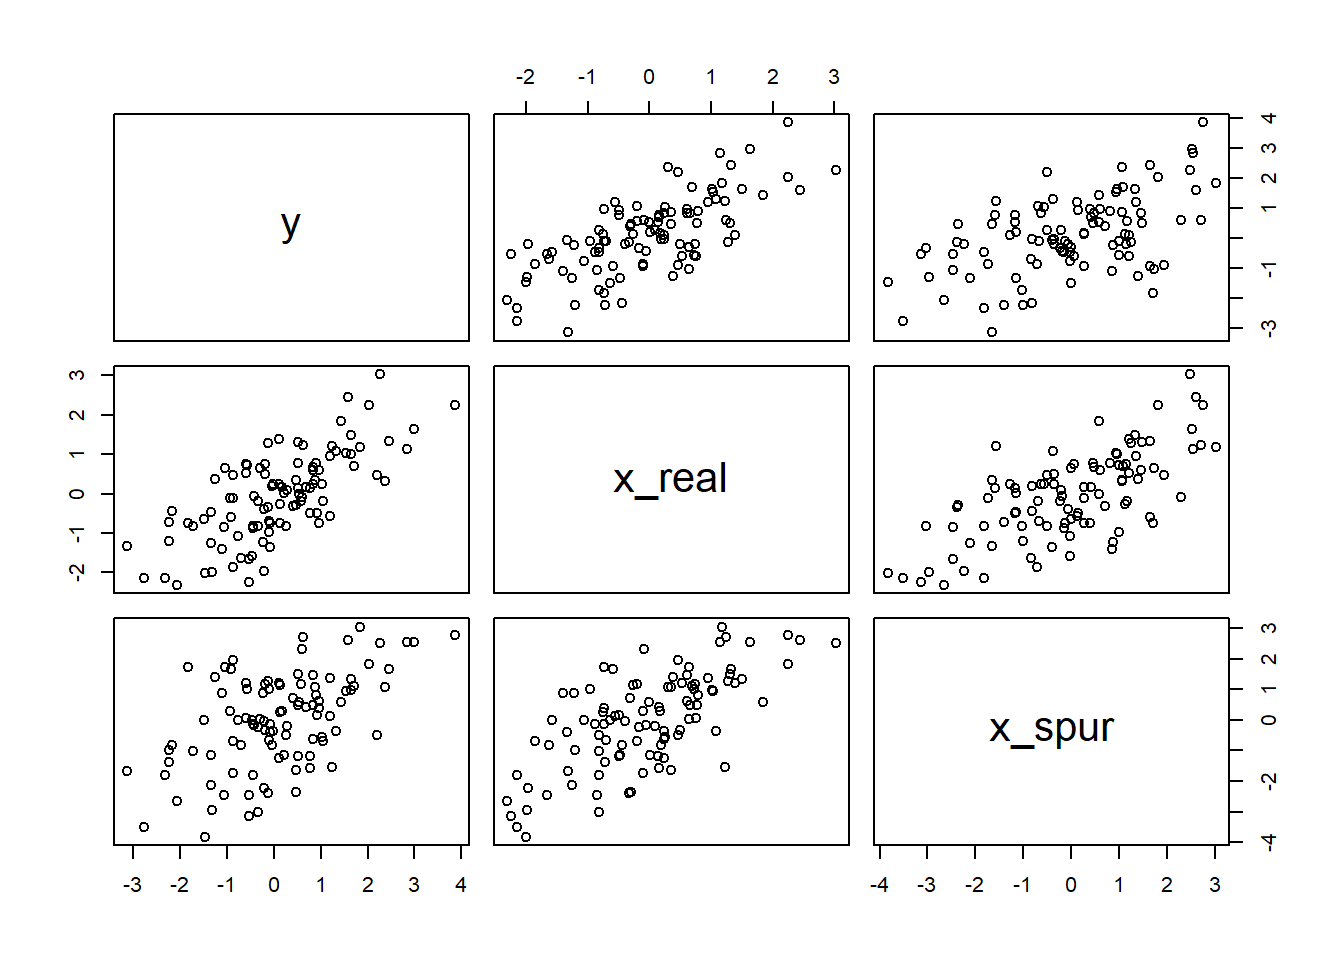 -2 -1 0 1 2 3
y
4 3 2 1 -1 -3
3 2 1 0 -1 -2
x_real
x_spur
3 2 1 0 -2 -4
-3 -2 -1 0 1 2 3 4
-4 -3 -2 -1 0 1 2 3